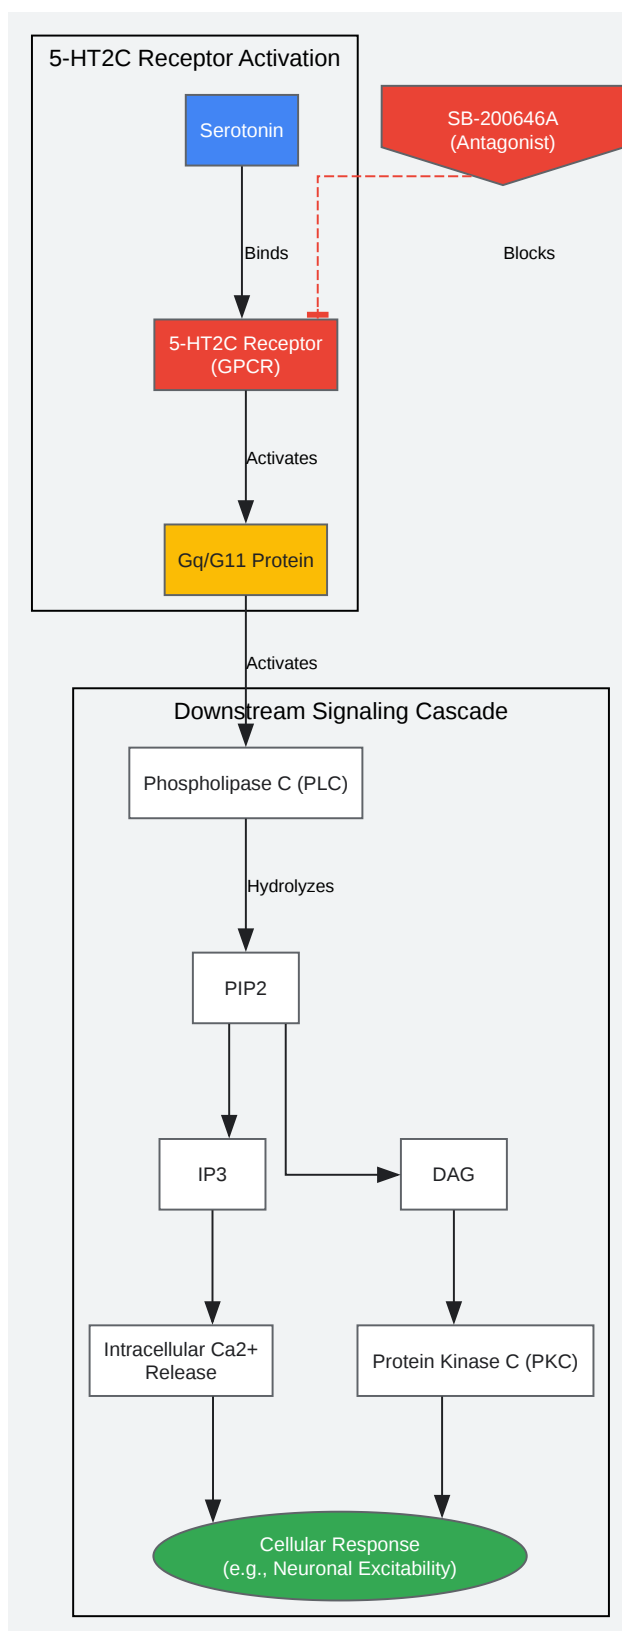 5-HT2C Receptor Activation
Serotonin
SB-200646A
(Antagonist)
Binds
Blocks
5-HT2C Receptor
(GPCR)
Activates
Gq/G11 Protein
Activates
Downstream Signaling Cascade
Phospholipase C (PLC)
Hydrolyzes
PIP2
IP3
DAG
Intracellular Ca2+
Release
Protein Kinase C (PKC)
Cellular Response
(e.g., Neuronal Excitability)